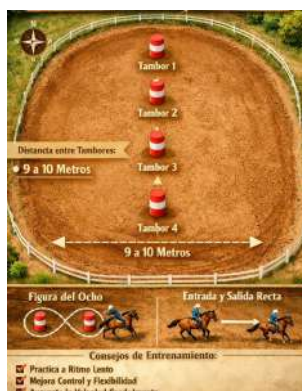 N
Tambor 1
Tambor 2
Distancia entre Tambores:
9 a 10 Metros
Tambor 3
Tambor 4
9 a 10 Metros
Figura del Ocho
Entrada y Salida Recta
Consejos de Entrenamiento:
Practica a Ritmo Lento
Mejora Control y Flexibilidad